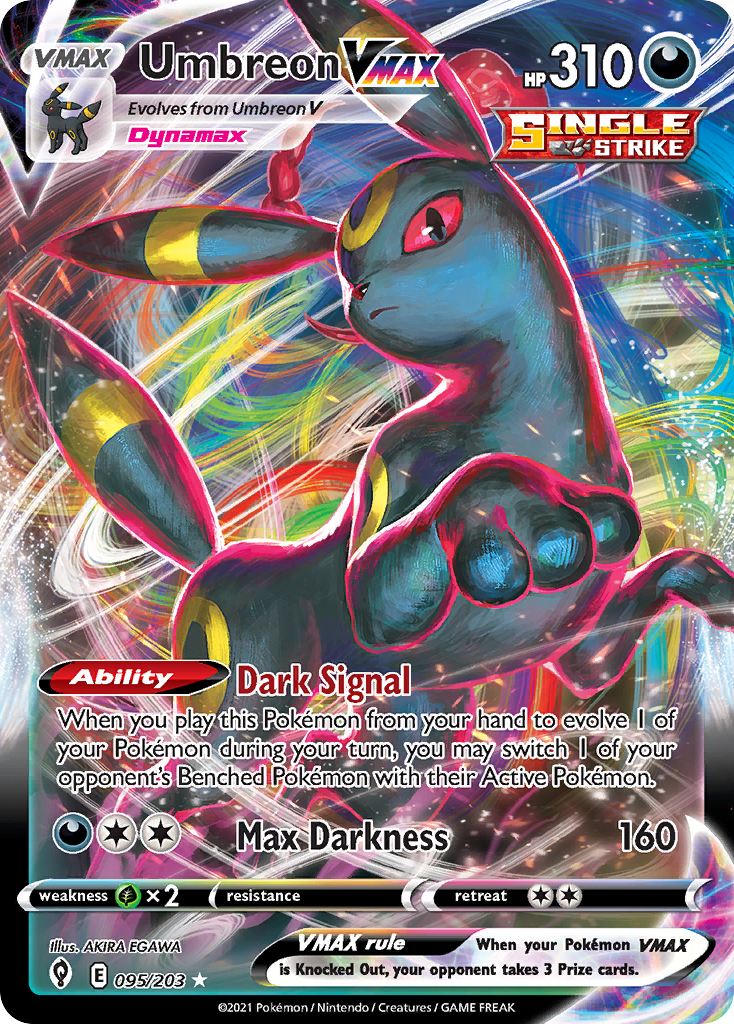 VMAX
Umbreon VMAX
HP 310
Evolves from Umbreon V
Dynamax
SINGLE
STRIKE
Ability Dark Signal
When you play this Pokémon from your hand to evolve 1 of
your Pokémon during your turn, you may switch 1 of your
opponent's Benched Pokémon with their Active Pokémon.
Max Darkness 160
weakness ×2 resistance retreat
Illus. AKIRA EGAWA
VMAX rule When your Pokémon VMAX
is Knocked Out, your opponent takes 3 Prize cards.
E 095/203 ★
©2021 Pokémon / Nintendo / Creatures / GAME FREAK